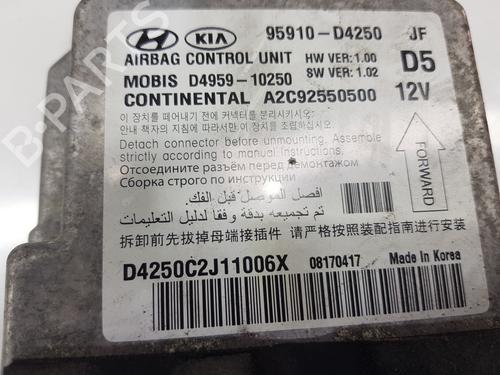 HYUNDAI KIA 95910-D4250 JF
AIRBAG CONTROL UNIT HW VER: 1.00 D5
MOBIS D4959-10250 SW VER: 1.02
CONTINENTAL A2C92550500 12V
이 장치를 떼어내기 전에 커넥터를 분리하시오
안내 책자의 지침에 따라서만 이 장치를 조립하시오
Detach connector before unmounting. Assemble
strictly according to manual instructions.
Отсоедините разъём перед демонтажом
Сборка строго по инструкции
افصل الموصل قبل الفك
تم تجميعه بدقة وفقا لدليل التعليمات
拆卸前先拔掉母端接插件 请严格按照装配指南进行安装
FORWARD
D4250C2J11006X 08170417 Made in Korea
B-PARTS